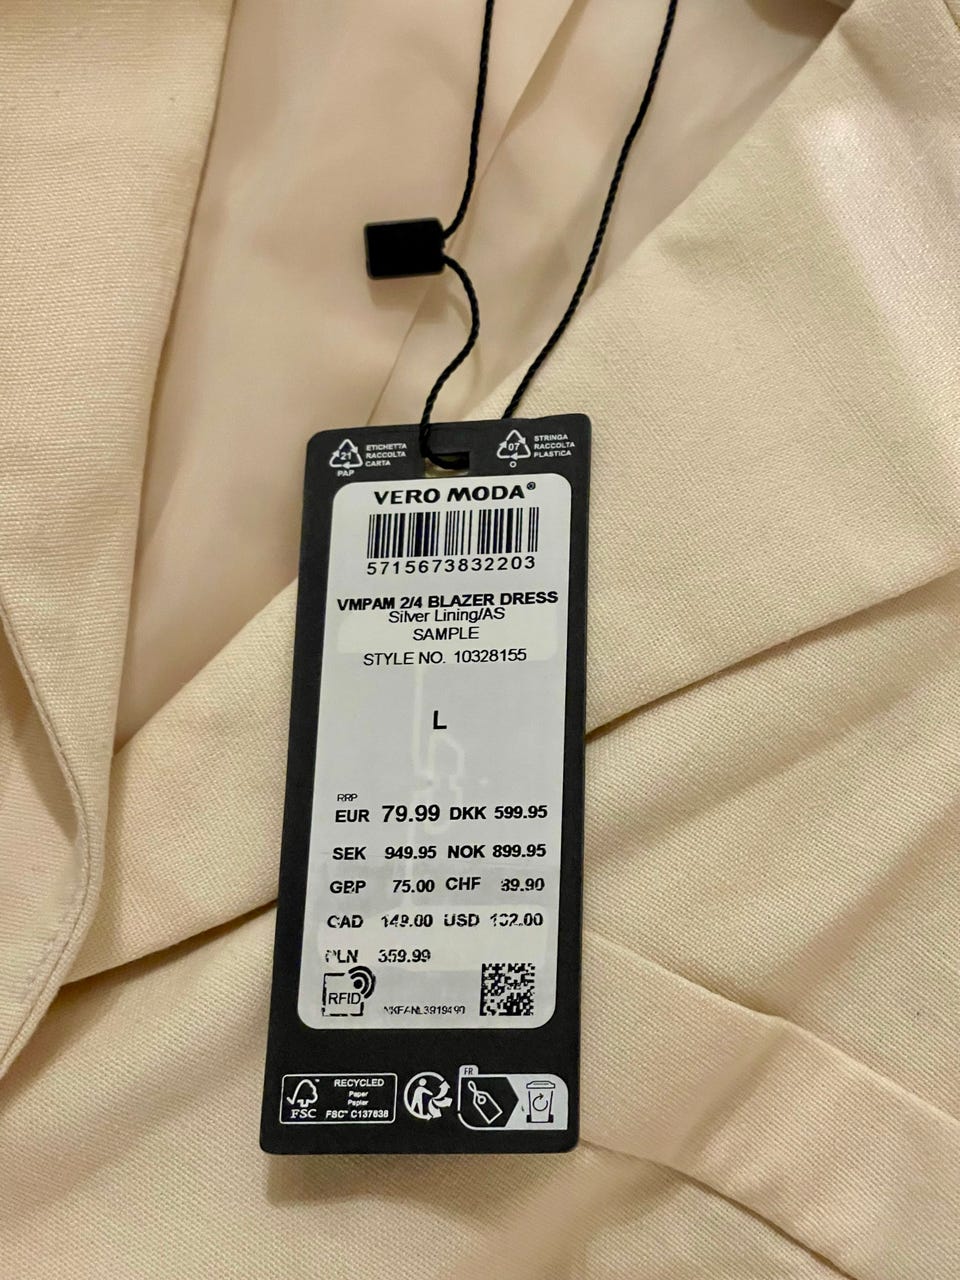 21
PAP
ETICHETTA
RACCOLTA
CARTA
07
O
STRINGA
RACCOLTA
PLASTICA
VERO MODA®
5715673832203
VMPAM 2/4 BLAZER DRESS
Silver Lining/AS
SAMPLE
STYLE NO. 10328155
L
RRP
EUR 79.99 DKK 599.95
SEK 949.95 NOK 899.95
GBP 75.00 CHF
CAD 149.00 USD 102.00
PLN 359.99
RFID
FSC
RECYCLED
Paper
Papier
FSC™ C137638
FR